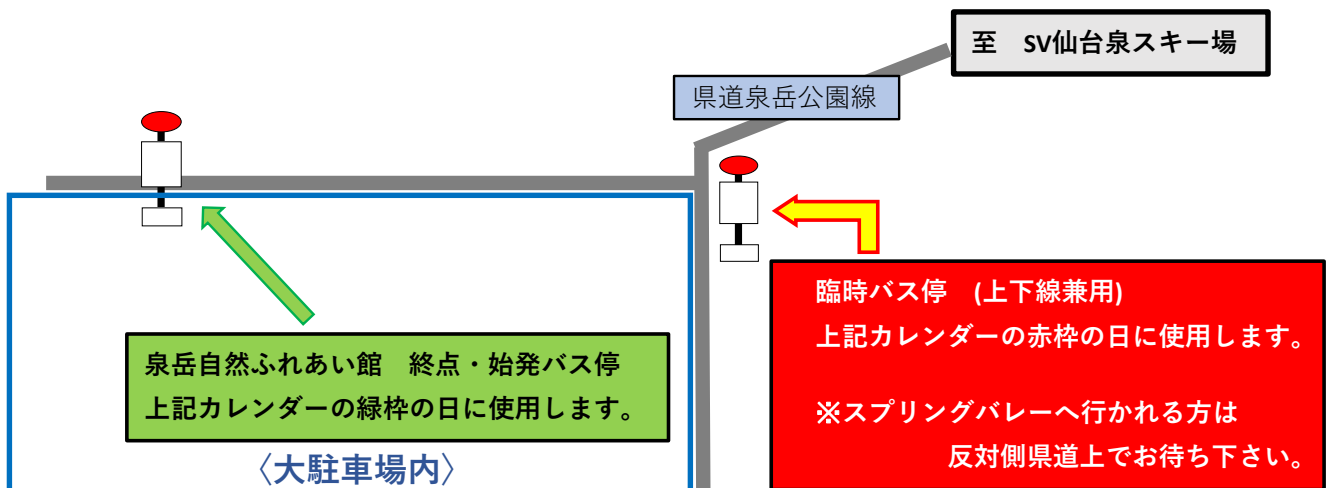 至　SV仙台泉スキー場
県道泉岳公園線
臨時バス停　(上下線兼用)
上記カレンダーの赤枠の日に使用します。
※スプリングバレーへ行かれる方は
反対側県道上でお待ち下さい。
泉岳自然ふれあい館　終点・始発バス停
上記カレンダーの緑枠の日に使用します。
〈大駐車場内〉